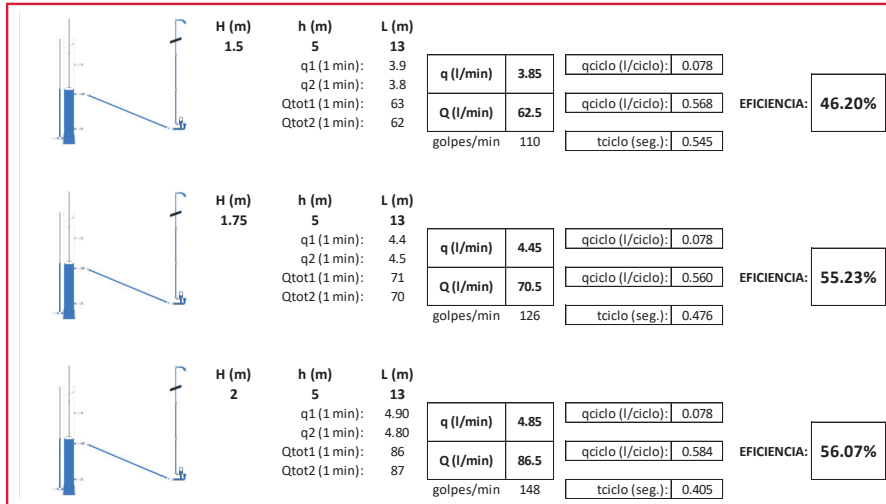 H (m) h (m) L (m)
1.5 5 13
q1 (1 min): 3.9
q2 (1 min): 3.8
Qtot1 (1 min): 63
Qtot2 (1 min): 62
q (l/min) 3.85
Q (l/min) 62.5
golpes/min 110
qciclo (l/ciclo): 0.078
qciclo (l/ciclo): 0.568
tciclo (seg.): 0.545
EFICIENCIA: 46.20%
H (m) h (m) L (m)
1.75 5 13
q1 (1 min): 4.4
q2 (1 min): 4.5
Qtot1 (1 min): 71
Qtot2 (1 min): 70
q (l/min) 4.45
Q (l/min) 70.5
golpes/min 126
qciclo (l/ciclo): 0.078
qciclo (l/ciclo): 0.560
tciclo (seg.): 0.476
EFICIENCIA: 55.23%
H (m) h (m) L (m)
2 5 13
q1 (1 min): 4.90
q2 (1 min): 4.80
Qtot1 (1 min): 86
Qtot2 (1 min): 87
q (l/min) 4.85
Q (l/min) 86.5
golpes/min 148
qciclo (l/ciclo): 0.078
qciclo (l/ciclo): 0.584
tciclo (seg.): 0.405
EFICIENCIA: 56.07%